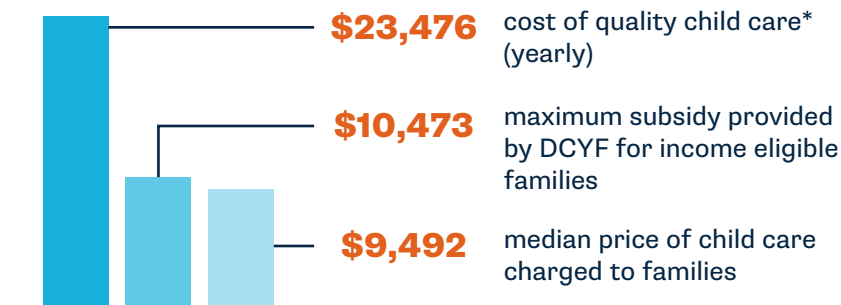 $23,476 cost of quality child care*
(yearly)
$10,473 maximum subsidy provided
by DCYF for income eligible
families
$9,492 median price of child care
charged to families